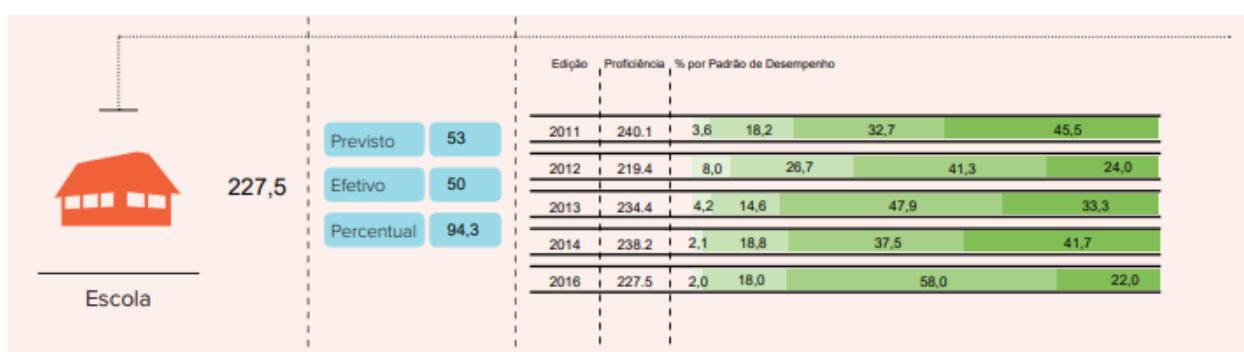 Escola
227,5
Previsto 53
Efetivo 50
Percentual 94,3
Edição Proficiência % por Padrão de Desempenho
2011 240.1 3,6 18,2 32,7 45,5
2012 219.4 8,0 26,7 41,3 24,0
2013 234.4 4,2 14,6 47,9 33,3
2014 238.2 2,1 18,8 37,5 41,7
2016 227.5 2,0 18,0 58,0 22,0